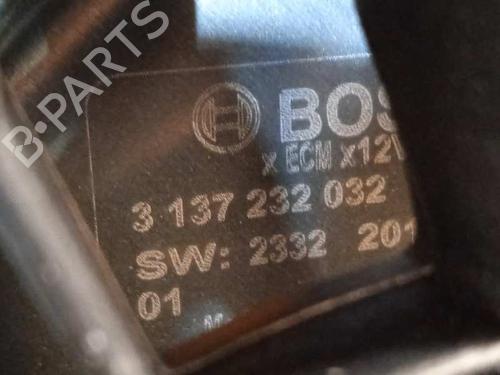 B-PARTS
BOS
x ECM x12V
3 137 232 032
SW: 2332 201
01
M